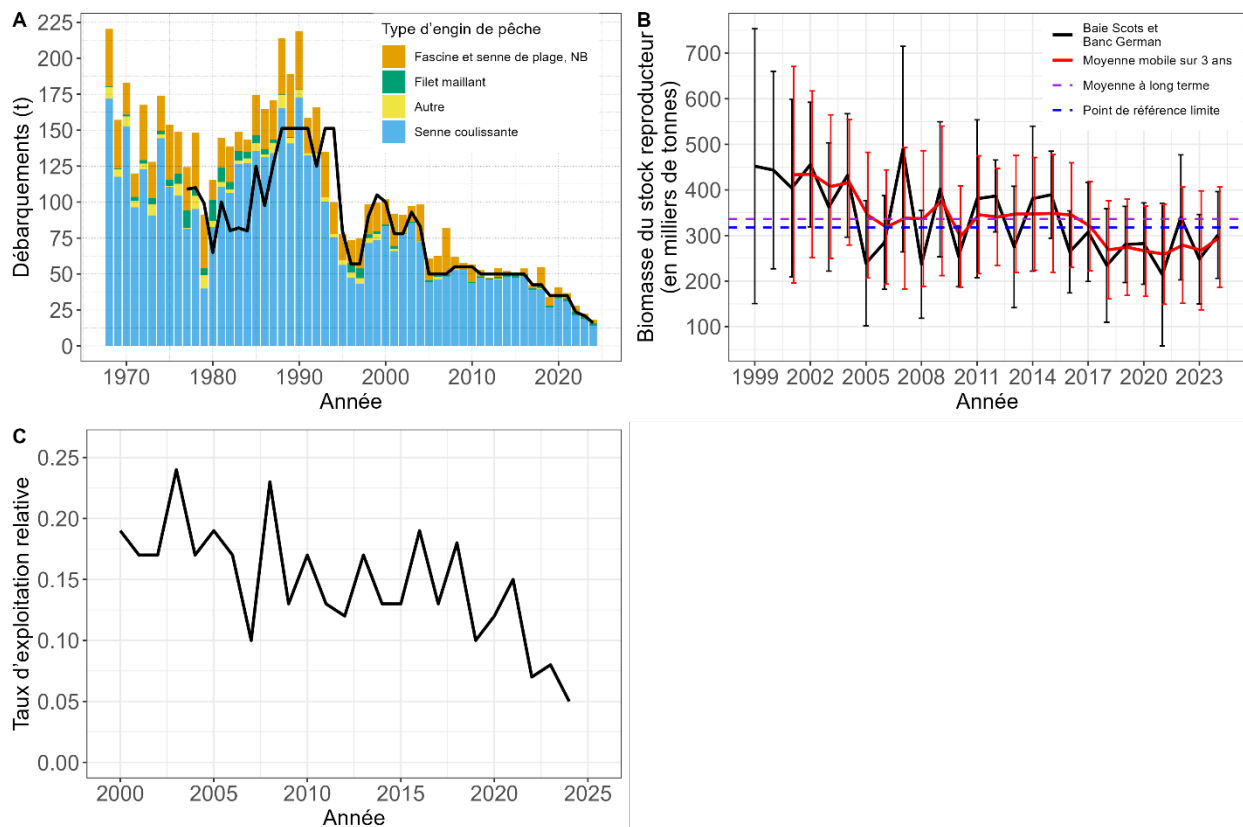 A
Débarquements (t)
225
200
175
150
125
100
75
50
25
0
Type d'engin de pêche
Fascine et senne de plage, NB
Filet maillant
Autre
Senne coulissante
1970 1980 1990 2000 2010 2020
Année
B
Biomasse du stock reproducteur
(en milliers de tonnes)
700
600
500
400
300
200
100
Baie Scots et
Banc German
Moyenne mobile sur 3 ans
Moyenne à long terme
Point de référence limite
1999 2002 2005 2008 2011 2014 2017 2020 2023
Année
C
Taux d'exploitation relative
0.25
0.20
0.15
0.10
0.05
0.00
2000 2005 2010 2015 2020 2025
Année